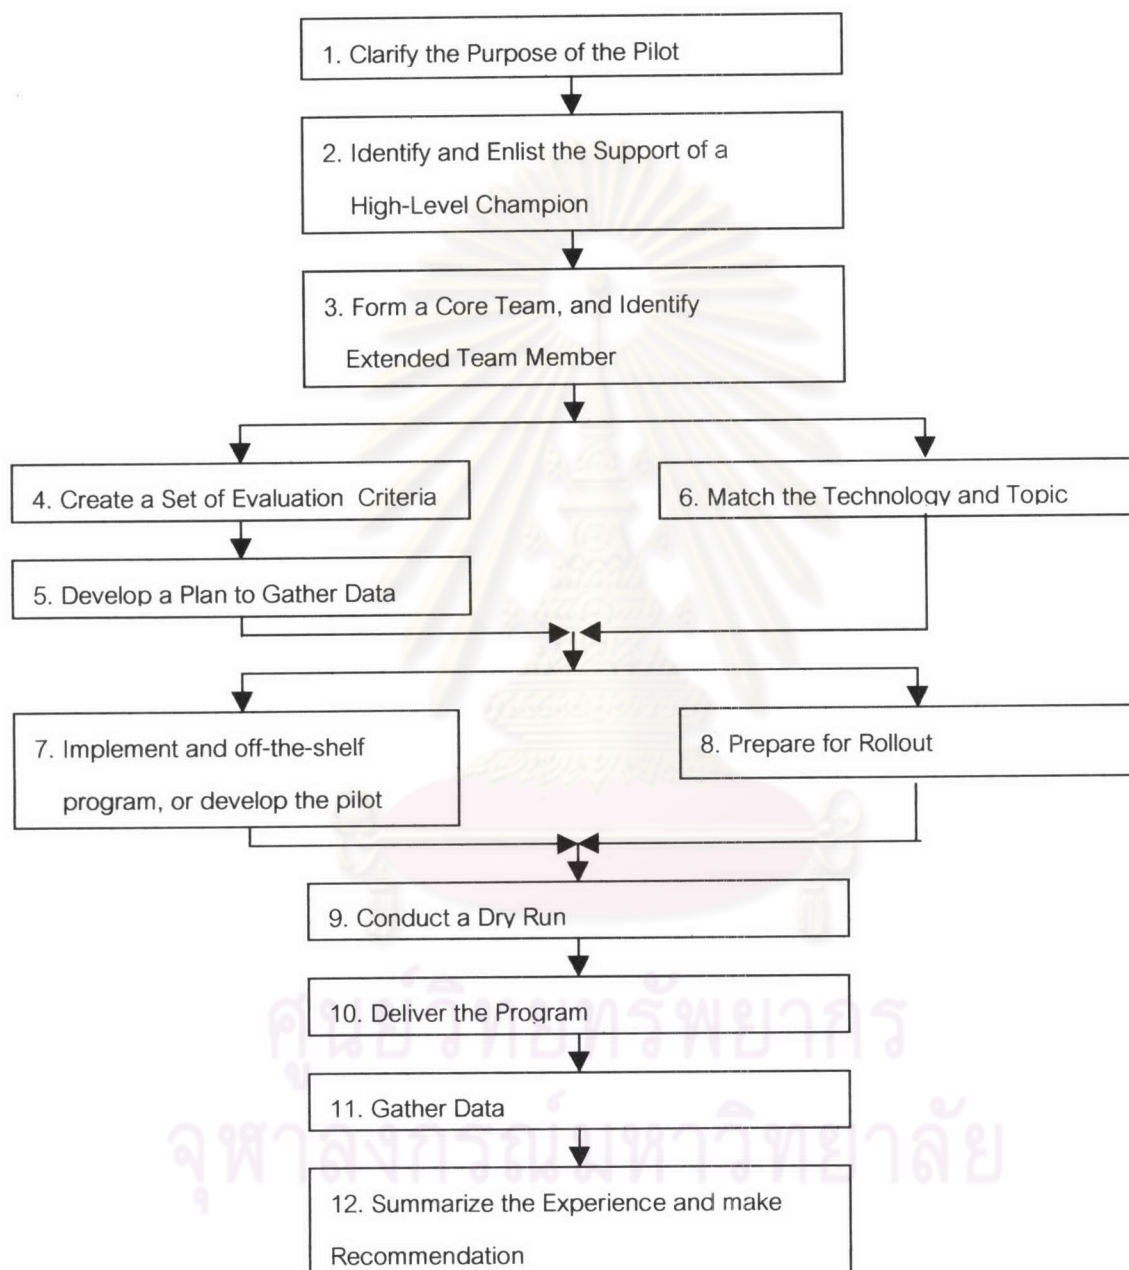 1. Clarify the Purpose of the Pilot
2. Identify and Enlist the Support of a
High-Level Champion
3. Form a Core Team, and Identify
Extended Team Member
4. Create a Set of Evaluation Criteria
6. Match the Technology and Topic
5. Develop a Plan to Gather Data
7. Implement and off-the-shelf
program, or develop the pilot
8. Prepare for Rollout
9. Conduct a Dry Run
10. Deliver the Program
11. Gather Data
12. Summarize the Experience and make
Recommendation
ศูนย์วิทยทรัพยากร
จุฬาลงกรณ์มหาวิทยาลัย